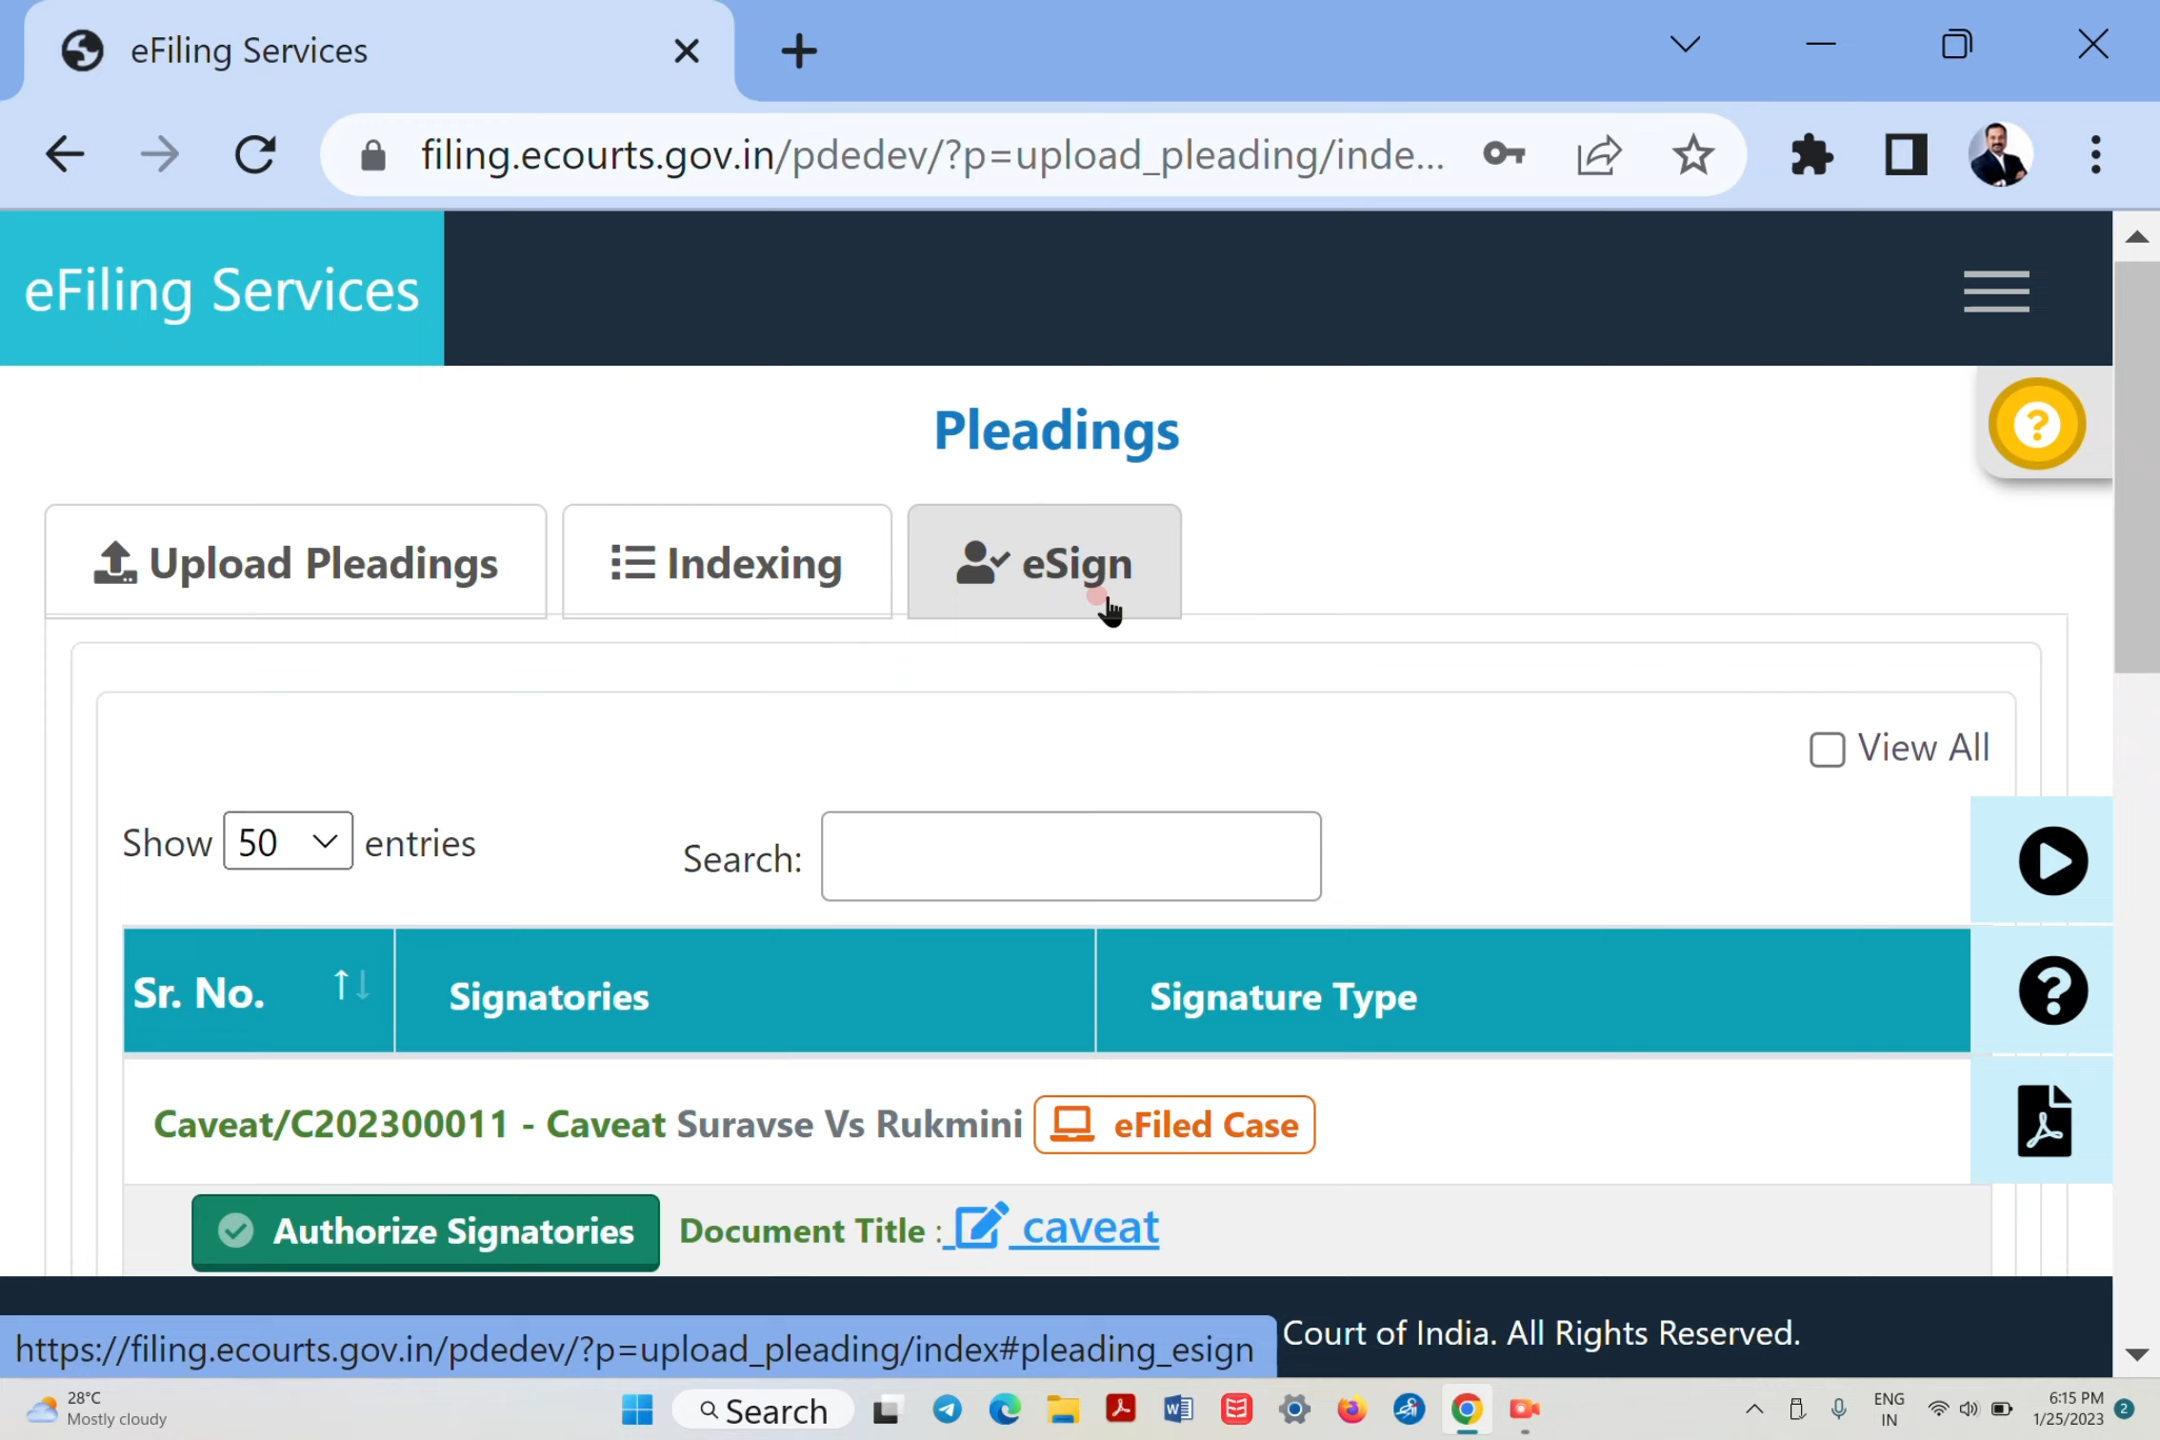 eFiling Services
filing.ecourts.gov.in/pdedev/?p=upload_pleading/inde...
eFiling Services
Pleadings
Upload Pleadings Indexing eSign
View All
Show 50 entries Search:
Sr. No. Signatories Signature Type
Caveat/C202300011 - Caveat Suravse Vs Rukmini eFiled Case
Authorize Signatories Document Title : caveat
Court of India. All Rights Reserved.
https://filing.ecourts.gov.in/pdedev/?p=upload_pleading/index#pleading_esign
28°C
Mostly cloudy
Search
ENG
IN
6:15 PM
1/25/2023
2